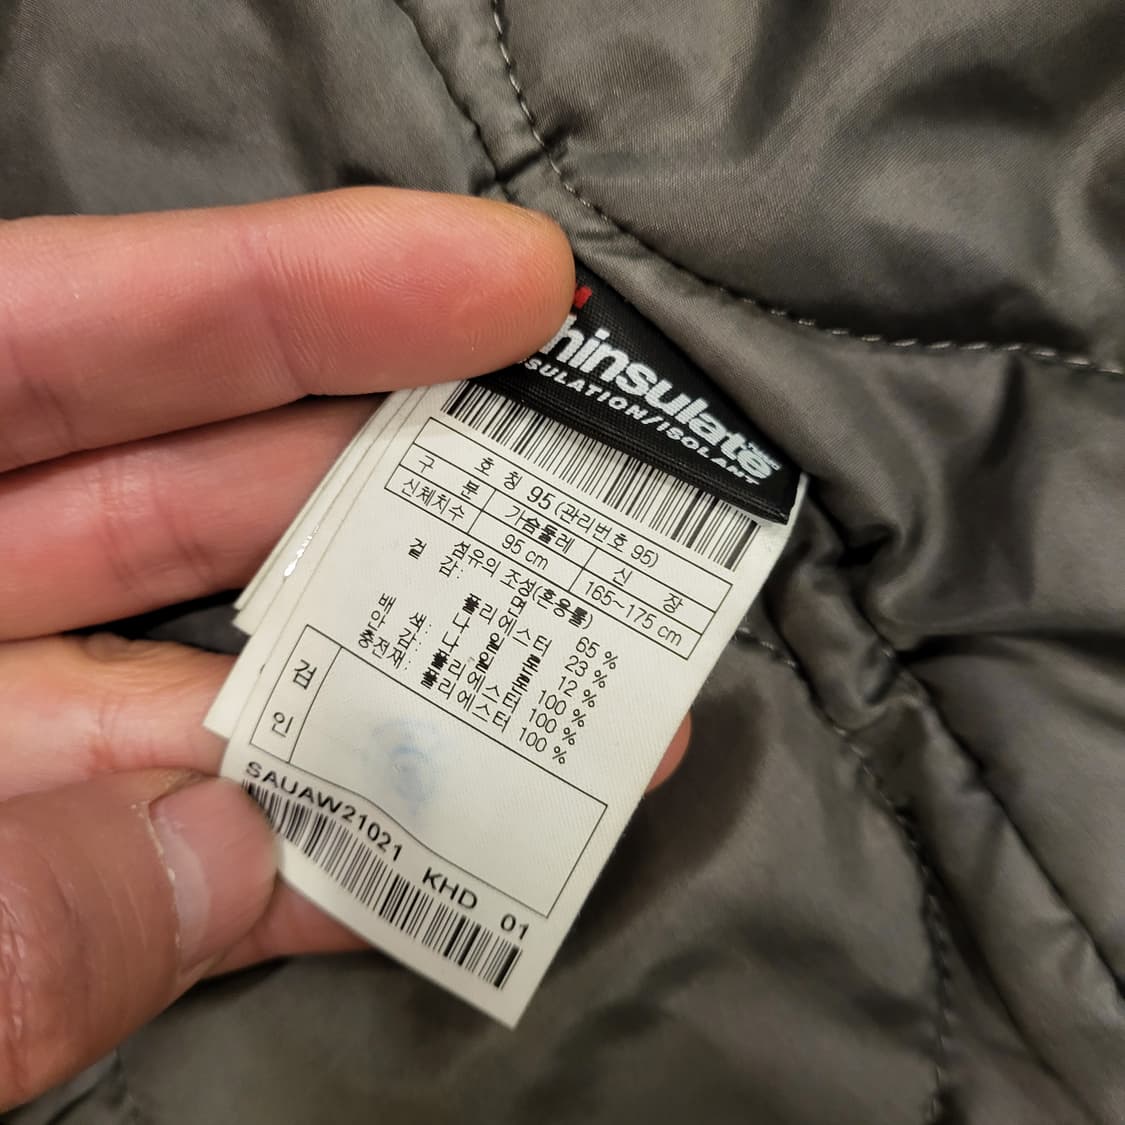 hinsulate
SULATION/ISOLANT
호 칭 95 (관리번호 95)
구 분 가슴둘레 신 장
신체치수 95 cm 165~175 cm
섬유의 조성(혼용률)
겉 감: 면 65 %
폴리에스터 23 %
나 일 론 12 %
배 색: 나 일 론 100 %
안 감: 폴리에스터 100 %
충전재: 폴리에스터 100 %
검
인
SAUAW21021 KHD 01